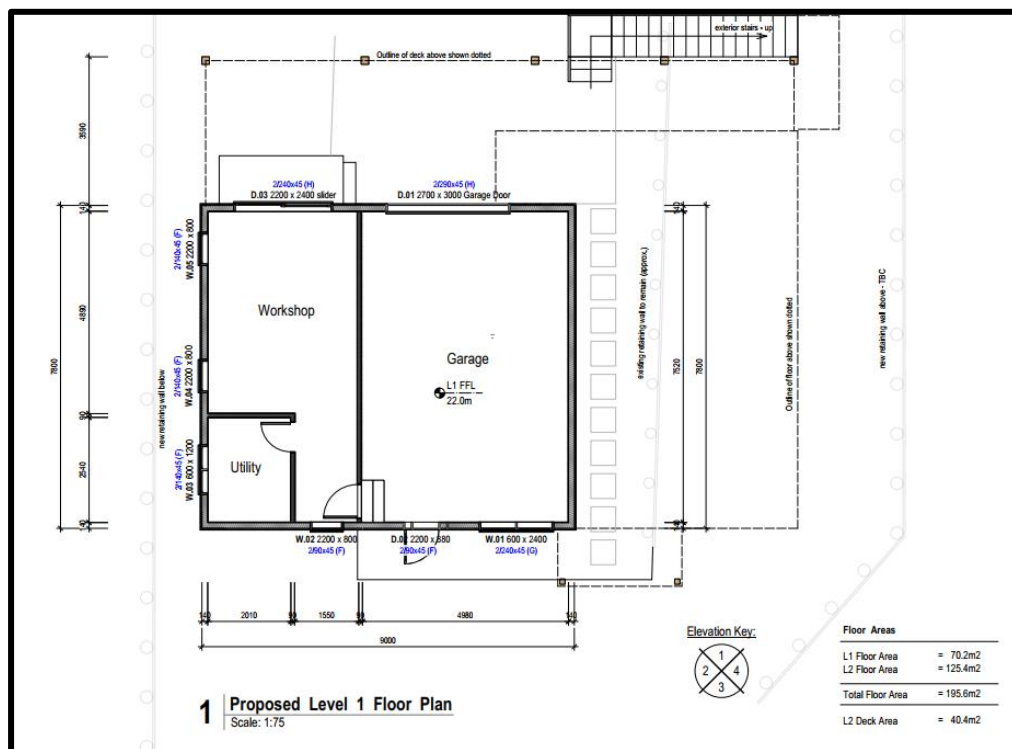 exterior stairs - up
Outline of deck above shown dotted
3590
140
2/240x45 (H)
D.03 2200 x 2400 slider
2/290x45 (H)
D.01 2700 x 3000 Garage Door
140
2/140x45 (F)
W.05 2200 x 800
Workshop
4890
7800
2/140x45 (F)
W.04 2200 x 800
Garage
L1 FFL
22.0m
existing retaining wall to remain (approx.)
7520
7800
Outline of floor above shown dotted
new retaining wall above - TBC
new retaining wall below
90
2540
2/140x45 (F)
W.03 600 x 1200
Utility
140
W.02 2200 x 800
2/90x45 (F)
D.02 2200 x 880
2/90x45 (F)
W.01 600 x 2400
2/240x45 (G)
140
2010
90
1550
90
4980
140
9000
Elevation Key:
1
2
4
3
Floor Areas
L1 Floor Area = 70.2m2
L2 Floor Area = 125.4m2
Total Floor Area = 195.6m2
L2 Deck Area = 40.4m2
1 Proposed Level 1 Floor Plan
Scale: 1:75